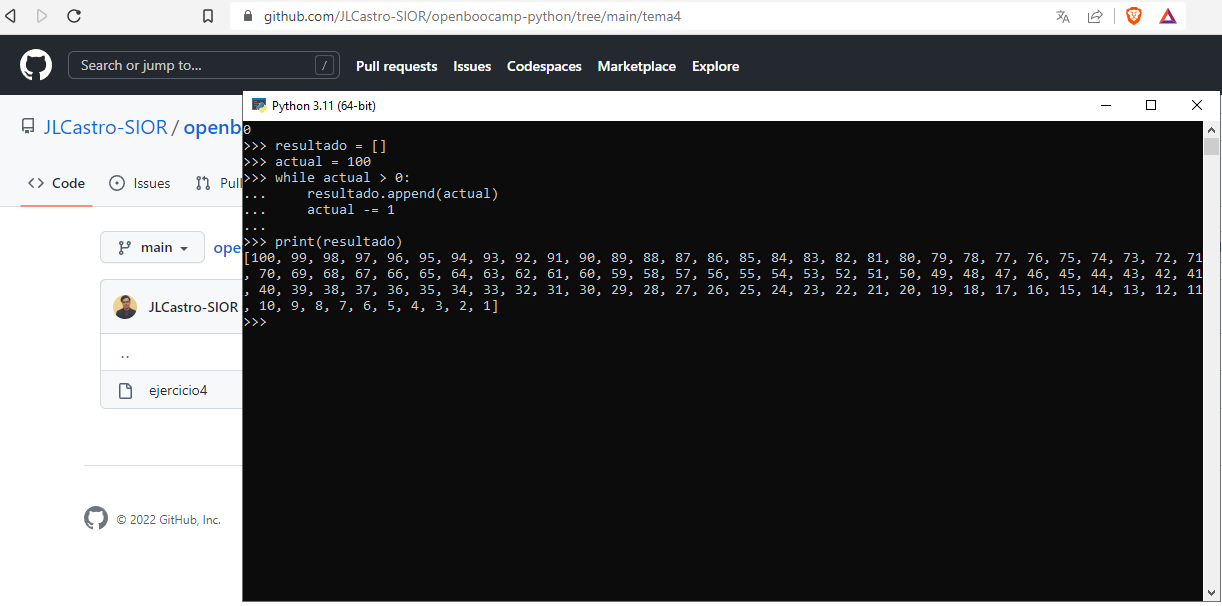 github.com/JLCastro-SIOR/openboocamp-python/tree/main/tema4
Search or jump to... /
Pull requests Issues Codespaces Marketplace Explore
JLCastro-SIOR / openb
Code Issues Pull
main ope
JLCastro-SIOR
..
ejercicio4
© 2022 GitHub, Inc.
Python 3.11 (64-bit)
0
>>> resultado = []
>>> actual = 100
>>> while actual > 0:
...     resultado.append(actual)
...     actual -= 1
...
>>> print(resultado)
[100, 99, 98, 97, 96, 95, 94, 93, 92, 91, 90, 89, 88, 87, 86, 85, 84, 83, 82, 81, 80, 79, 78, 77, 76, 75, 74, 73, 72, 71
, 70, 69, 68, 67, 66, 65, 64, 63, 62, 61, 60, 59, 58, 57, 56, 55, 54, 53, 52, 51, 50, 49, 48, 47, 46, 45, 44, 43, 42, 41
, 40, 39, 38, 37, 36, 35, 34, 33, 32, 31, 30, 29, 28, 27, 26, 25, 24, 23, 22, 21, 20, 19, 18, 17, 16, 15, 14, 13, 12, 11
, 10, 9, 8, 7, 6, 5, 4, 3, 2, 1]
>>>